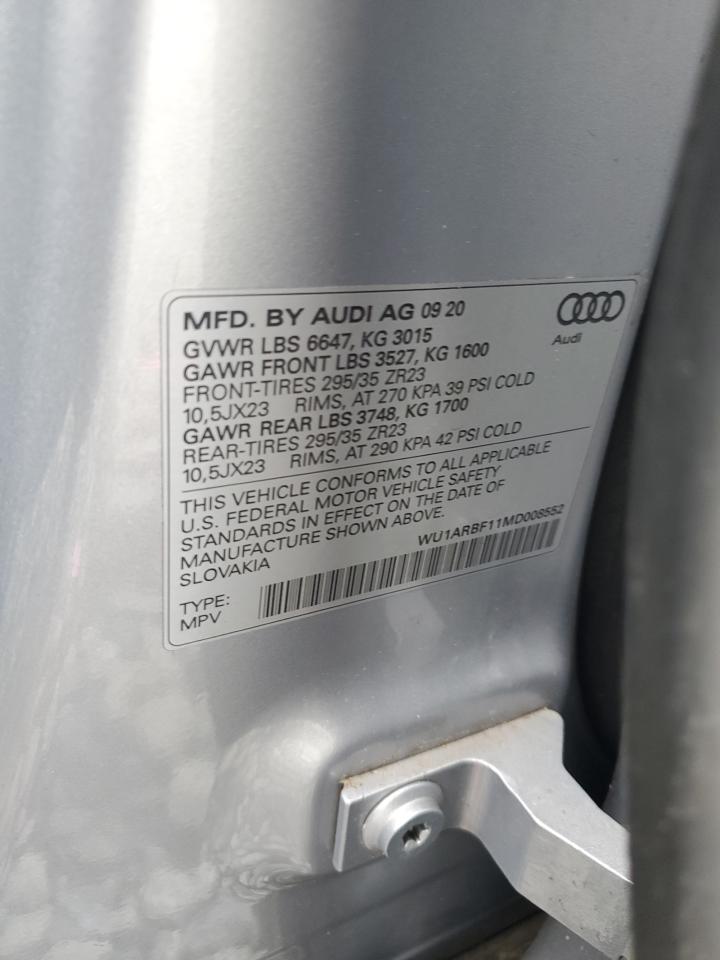 MFD. BY AUDI AG 09 20
Audi
GVWR LBS 6647, KG 3015
GAWR FRONT LBS 3527, KG 1600
FRONT-TIRES 295/35 ZR23
10,5JX23 RIMS, AT 270 KPA 39 PSI COLD
GAWR REAR LBS 3748, KG 1700
REAR-TIRES 295/35 ZR23
10,5JX23 RIMS, AT 290 KPA 42 PSI COLD
THIS VEHICLE CONFORMS TO ALL APPLICABLE
U.S. FEDERAL MOTOR VEHICLE SAFETY
STANDARDS IN EFFECT ON THE DATE OF
MANUFACTURE SHOWN ABOVE.
SLOVAKIA
WU1ARBF11MD008552
TYPE:
MPV